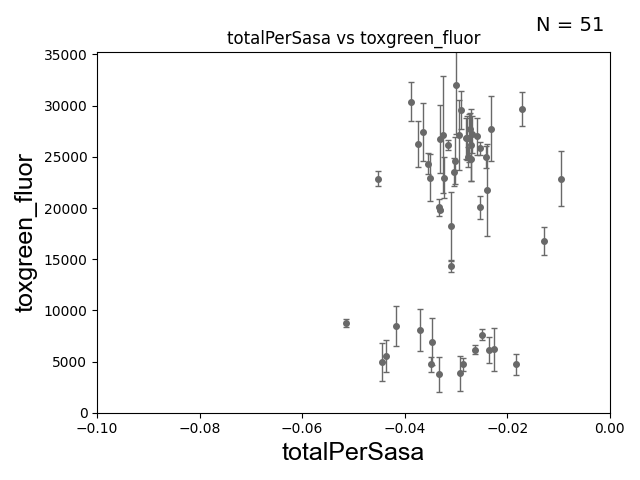 N = 51
totalPerSasa vs toxgreen_fluor
35000
30000
25000
20000
15000
10000
5000
0
toxgreen_fluor
−0.10 −0.08 −0.06 −0.04 −0.02 0.00
totalPerSasa